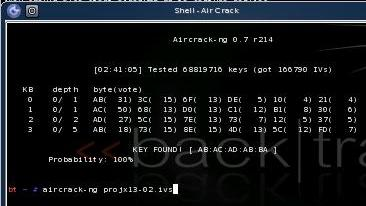 Shell - Air Crack
Aircrack-ng 0.7 r214
[02:41:05] Tested 68819716 keys (got 166790 IVs)
KB depth byte(vote)
0 0/ 1 AB( 31) 3C( 15) 6F( 13) DE( 5) 10( 4) 21( 4)
1 0/ 1 AC( 50) 68( 13) D0( 13) C1( 12) B1( 8) 30( 6)
2 0/ 2 AD( 27) 5C( 15) 7E( 13) 73( 7) 12( 5) 37( 5)
3 0/ 5 AB( 18) 73( 15) 8E( 15) 4D( 13) 5C( 12) FD( 7)
KEY FOUND! [ AB:AC:AD:AB:BA ]
Probability: 100%
<< back|track
bt ~ # aircrack-ng projx13-02.ivs